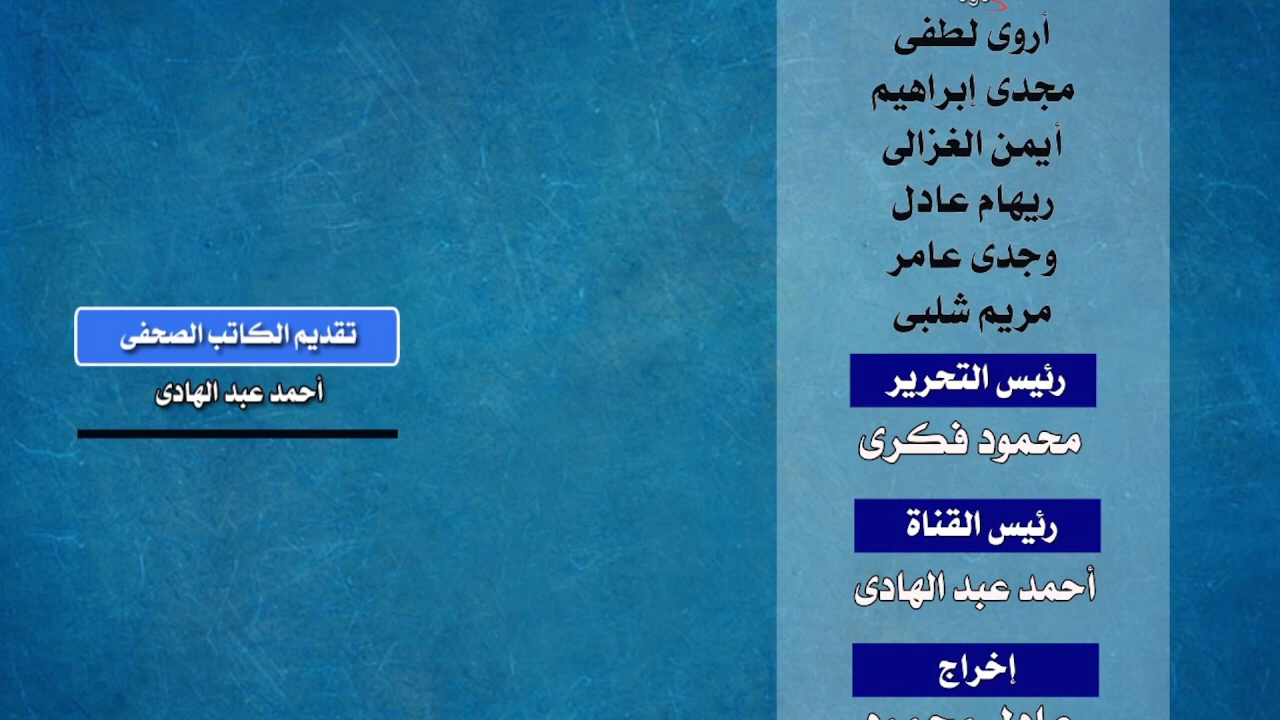 أروى لطفى
مجدى إبراهيم
أيمن الغزالى
ريهام عادل
وجدى عامر
مريم شلبى
رئيس التحرير
محمود فكرى
رئيس القناة
أحمد عبد الهادى
إخراج
تقديم الكاتب الصحفى
أحمد عبد الهادى